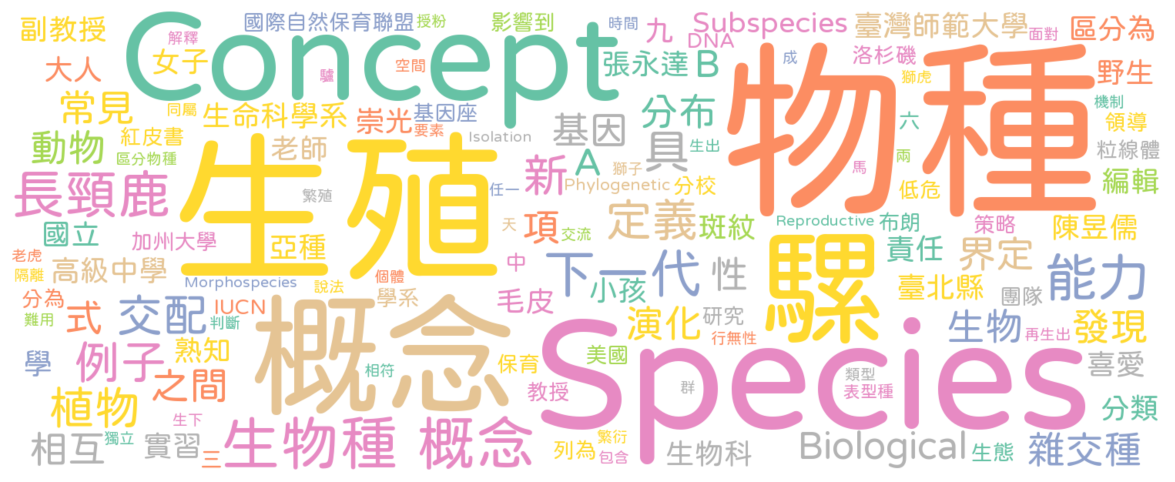 副教授
解釋
國際自然保育聯盟
授粉
影響到
時間
九
Subspecies
臺灣師範大學
面對
區分為
Concept
女子
驢
空間
DNA
張永達
B
成
洛杉磯
獅虎
野生
大人
物種
常見
同屬
生命科學系
崇光
基因座
要素
分布
機制
領導
紅皮書
基因
六
動物
區分物種
生殖
老師
Isolation
具
生出
兩
粒線體
長頸鹿
繁殖
任一
新
A
獅子
Phylogenetic
分校
馬
低危
編輯
國立
加州大學
亞種
天
項
交流
定義
斑紋
Reproductive
布朗
策略
陳昱儒
老虎
隔離
高級中學
Morphospecies
說法
個體
中
下一代
性
騾
責任
界定
能力
分為
難用
式
IUCN
交配
判斷
學系
概念
毛皮
小孩
臺北縣
團隊
學
例子
熟知
演化
研究
行無性
生物
再生出
發現
之間
相符
保育
美國
Species
喜愛
植物
生下
教授
群
類型
表型種
分類
相互
獨立
實習
三
生物種 概念
列為
繁衍
包含
生物科
Biological
生態
雜交種